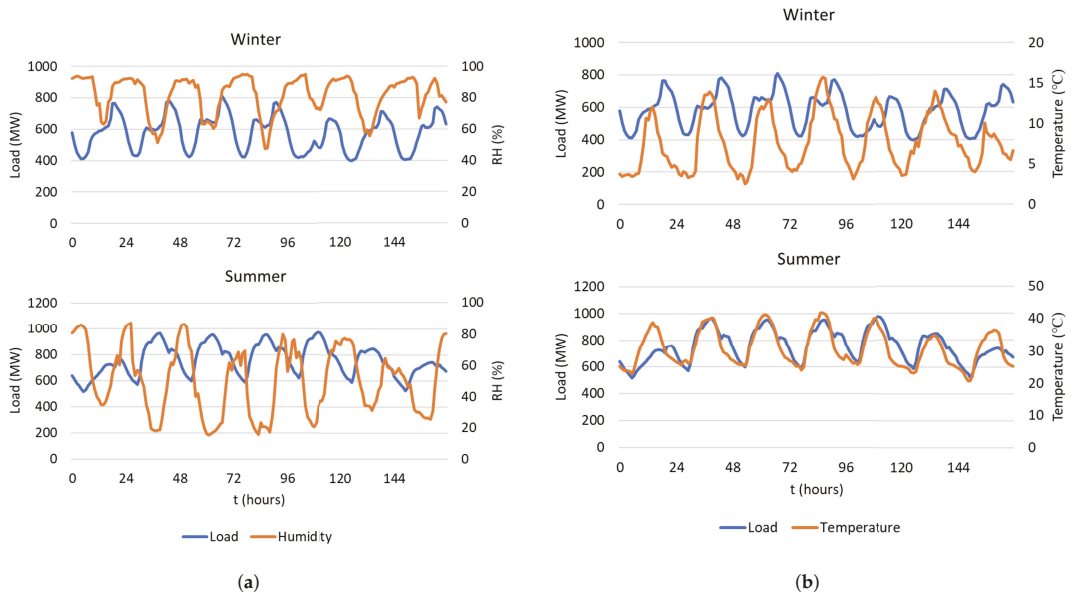 Winter
1000
800
600
400
200
0
Load (MW)
100
80
60
40
20
0
RH (%)
0 24 48 72 96 120 144
Summer
1200
1000
800
600
400
200
0
Load (MW)
100
80
60
40
20
0
RH (%)
0 24 48 72 96 120 144
t (hours)
Load Humidity
(a)
Winter
1000
800
600
400
200
0
Load (MW)
20
15
10
5
0
Temperature (℃)
0 24 48 72 96 120 144
Summer
1200
1000
800
600
400
200
0
Load (MW)
50
40
30
20
10
0
Temperature (℃)
0 24 48 72 96 120 144
t (hours)
Load Temperature
(b)